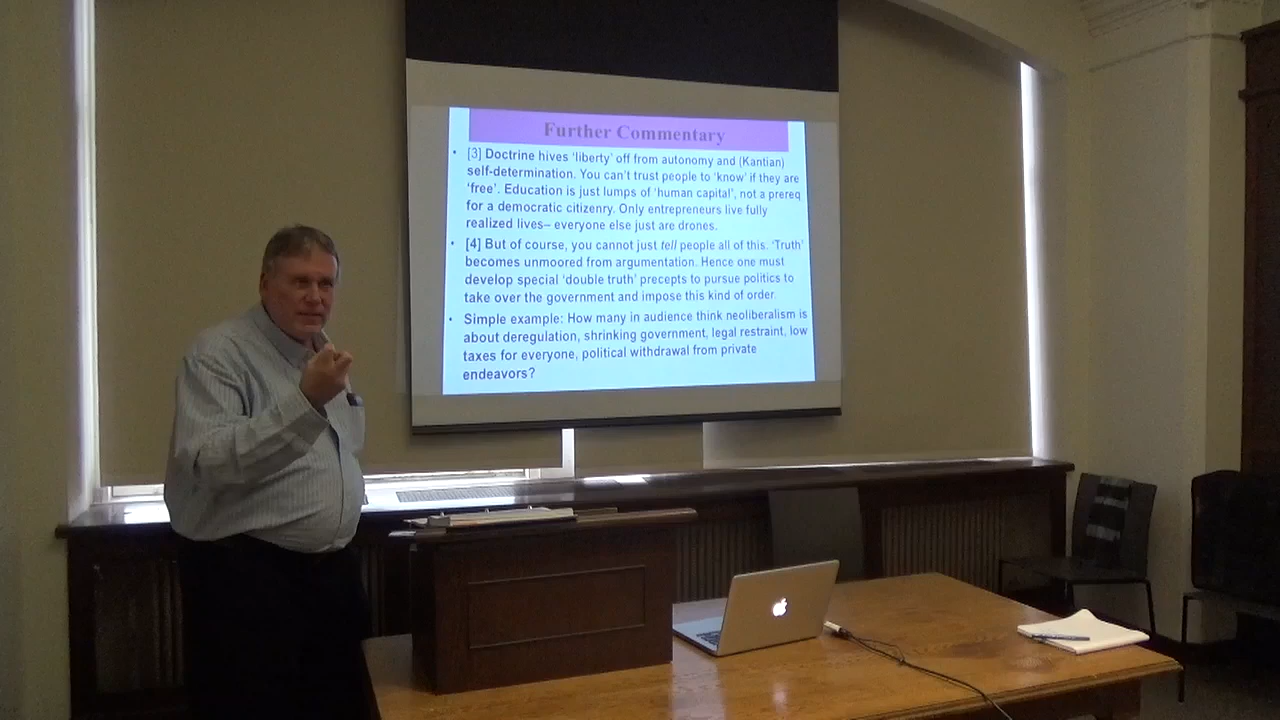 Further Commentary
• [3] Doctrine hives ‘liberty’ off from autonomy and (Kantian)
self-determination. You can’t trust people to ‘know’ if they are
‘free’. Education is just lumps of ‘human capital’, not a prereq
for a democratic citizenry. Only entrepreneurs live fully
realized lives– everyone else just are drones.
• [4] But of course, you cannot just tell people all of this. ‘Truth’
becomes unmoored from argumentation. Hence one must
develop special ‘double truth’ precepts to pursue politics to
take over the government and impose this kind of order.
• Simple example: How many in audience think neoliberalism is
about deregulation, shrinking government, legal restraint, low
taxes for everyone, political withdrawal from private
endeavors?